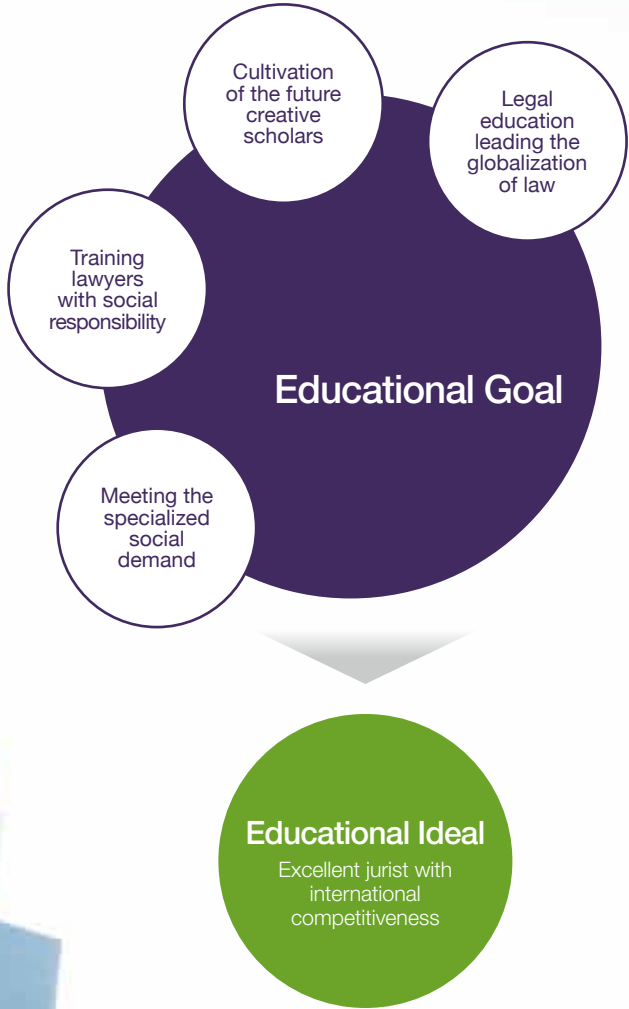 Cultivation
of the future
creative
scholars
Legal
education
leading the
globalization
of law
Training
lawyers
with social
responsibility
Educational Goal
Meeting the
specialized
social
demand
Educational Ideal
Excellent jurist with
international
competitiveness